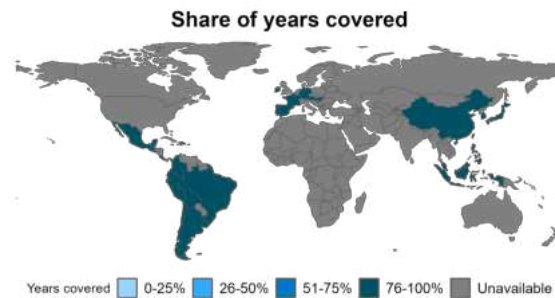 Share of years covered
Years covered 0-25% 26-50% 51-75% 76-100% Unavailable